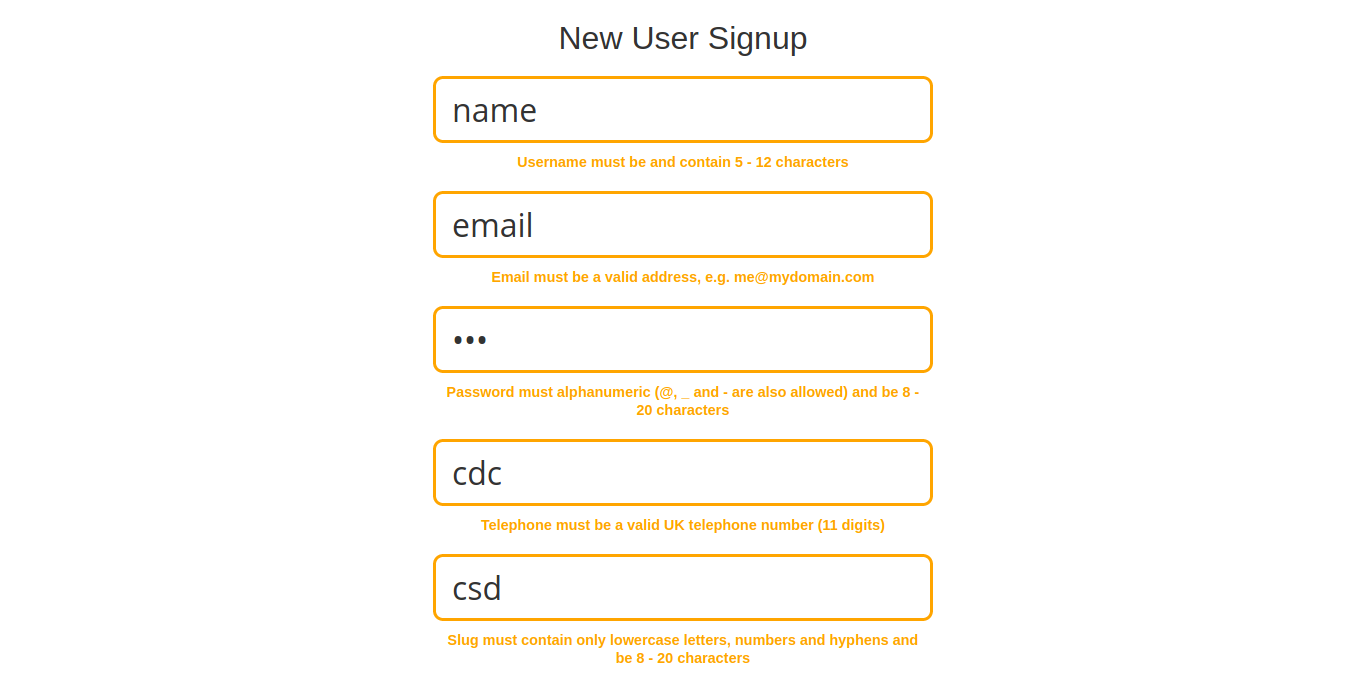 New User Signup
name
Username must be and contain 5 - 12 characters
email
Email must be a valid address, e.g. me@mydomain.com
•••
Password must alphanumeric (@, _ and - are also allowed) and be 8 -
20 characters
cdc
Telephone must be a valid UK telephone number (11 digits)
csd
Slug must contain only lowercase letters, numbers and hyphens and
be 8 - 20 characters